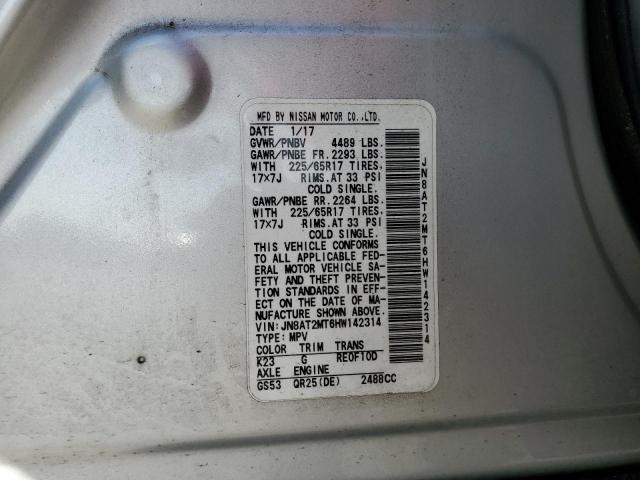 MFD BY NISSAN MOTOR CO.,LTD.
DATE 1/17
GVWR/PNBV 4489 LBS.
GAWR/PNBE FR. 2293 LBS.
WITH 225/65R17 TIRES,
17×7J RIMS.AT 33 PSI
COLD SINGLE.
GAWR/PNBE RR. 2264 LBS.
WITH 225/65R17 TIRES,
17×7J RIMS.AT 33 PSI
COLD SINGLE.
THIS VEHICLE CONFORMS
TO ALL APPLICABLE FED-
ERAL MOTOR VEHICLE SA-
FETY AND THEFT PREVEN-
TION STANDARDS IN EFF-
ECT ON THE DATE OF MA-
NUFACTURE SHOWN ABOVE.
VIN:JN8AT2MT6HW142314
TYPE:MPV
COLOR TRIM TRANS
K23 G RE0F10D
AXLE ENGINE
GS53 QR25(DE) 2488CC
JN8AT2MT6HW142314